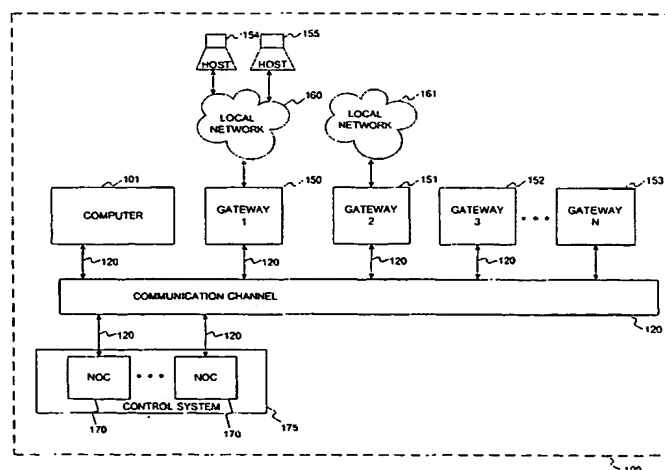 154
155
HOST
HOST
160
161
LOCAL
NETWORK
LOCAL
NETWORK
101
150
151
152
153
COMPUTER
GATEWAY
1
GATEWAY
2
GATEWAY
3
• • •
GATEWAY N
120
120
120
120
COMMUNICATION CHANNEL
120
120
120
NOC
• • •
NOC
CONTROL SYSTEM
170
170
175